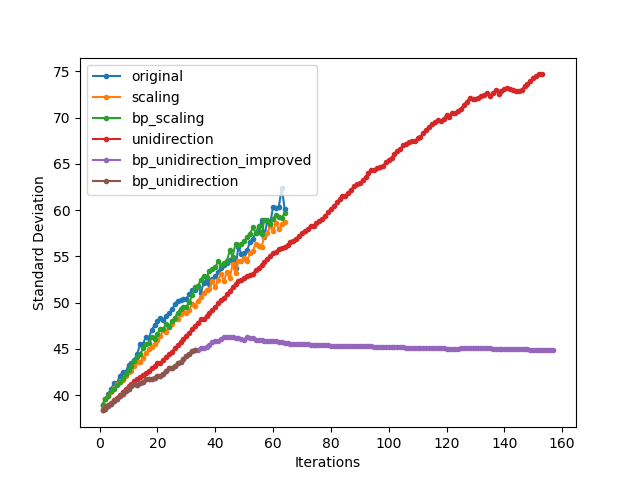 original
scaling
bp_scaling
unidirection
bp_unidirection_improved
bp_unidirection
75
70
65
60
55
50
45
40
Standard Deviation
0 20 40 60 80 100 120 140 160
Iterations